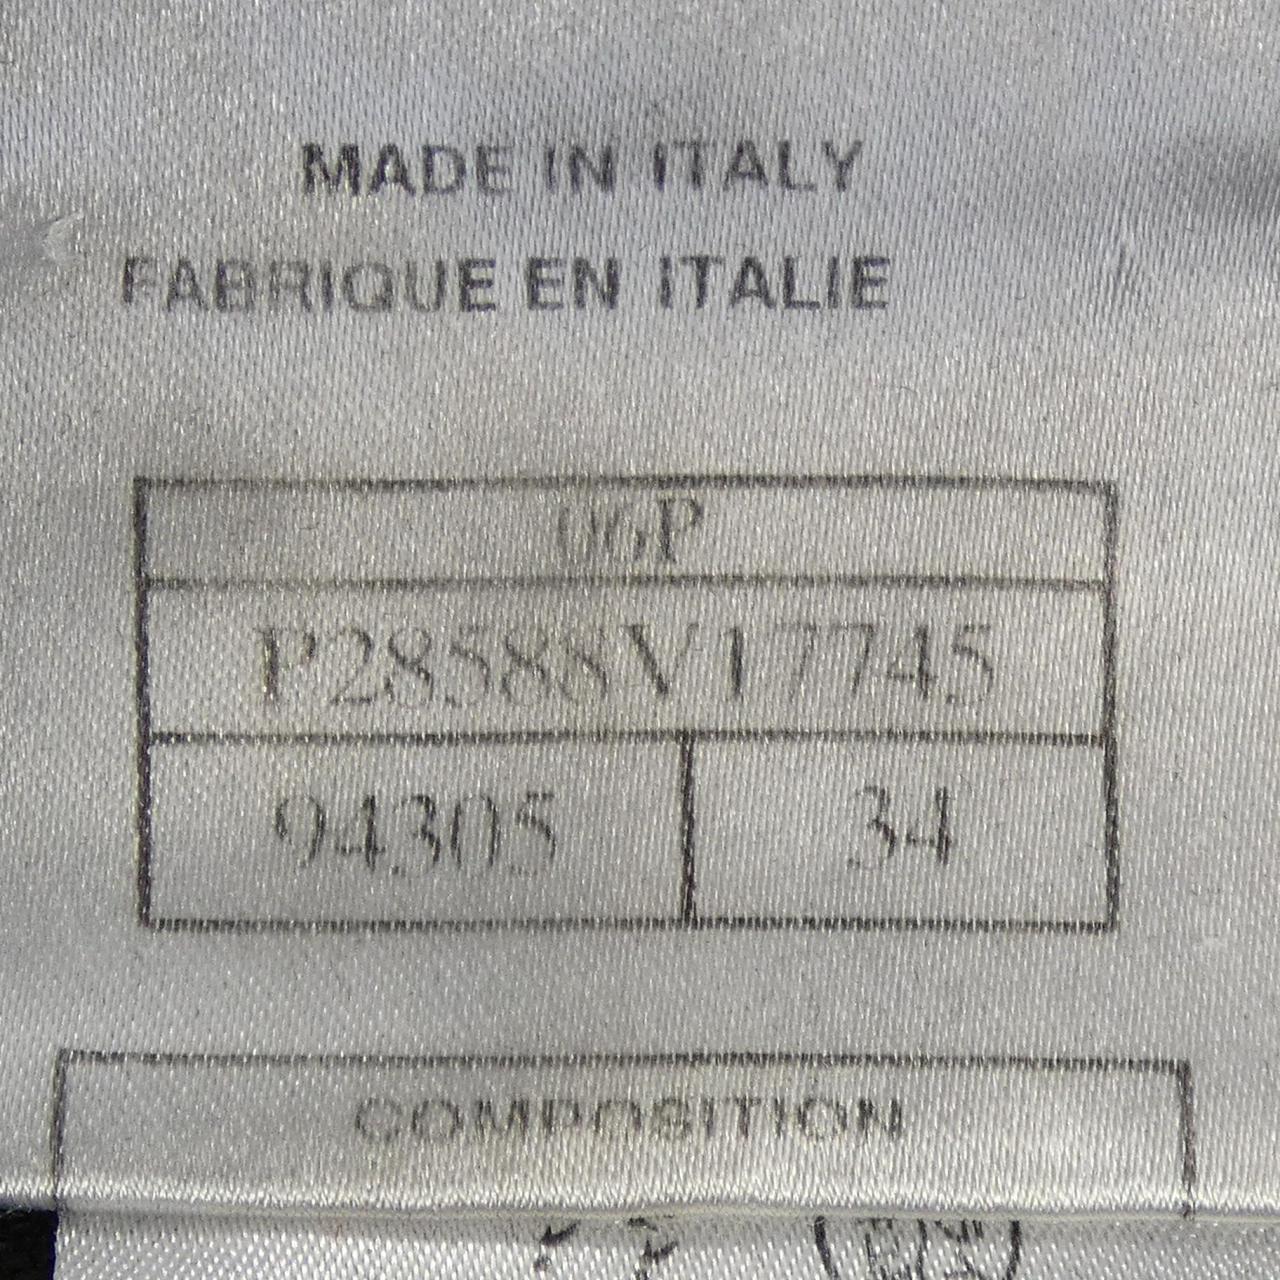 MADE IN ITALY
FABRIQUE EN ITALIE
06P
P28588V17745
94305 34
COMPOSITION